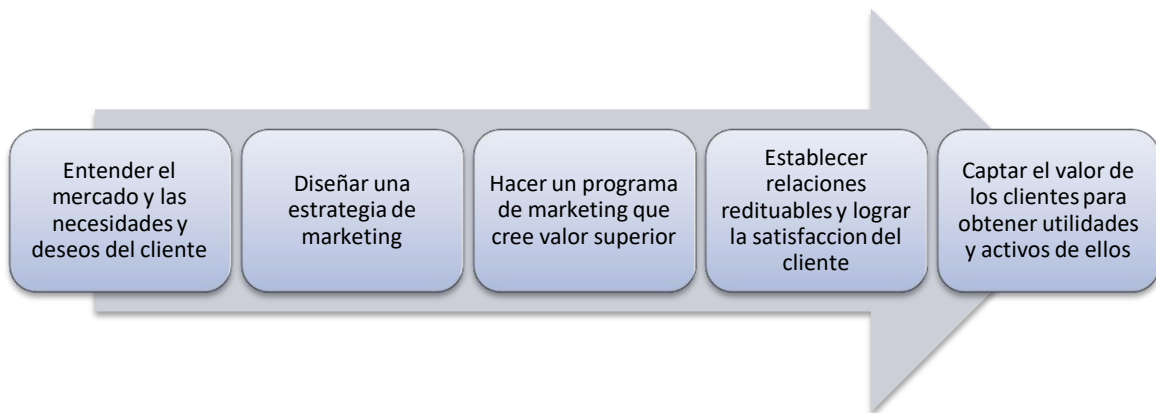 Entender el
mercado y las
necesidades y
deseos del cliente
Diseñar una
estrategia de
marketing
Hacer un programa
de marketing que
cree valor superior
Establecer
relaciones
redituables y lograr
la satisfaccion del
cliente
Captar el valor de
los clientes para
obtener utilidades
y activos de ellos